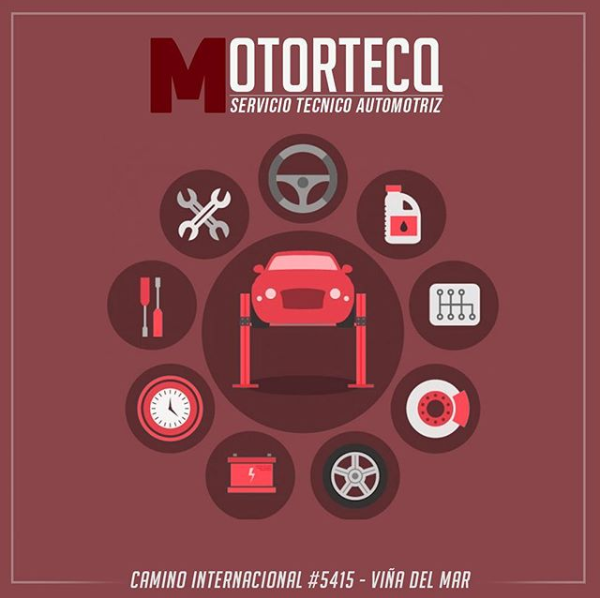 MOTORTECQ
SERVICIO TECNICO AUTOMOTRIZ
CAMINO INTERNACIONAL #5415 - VIÑA DEL MAR